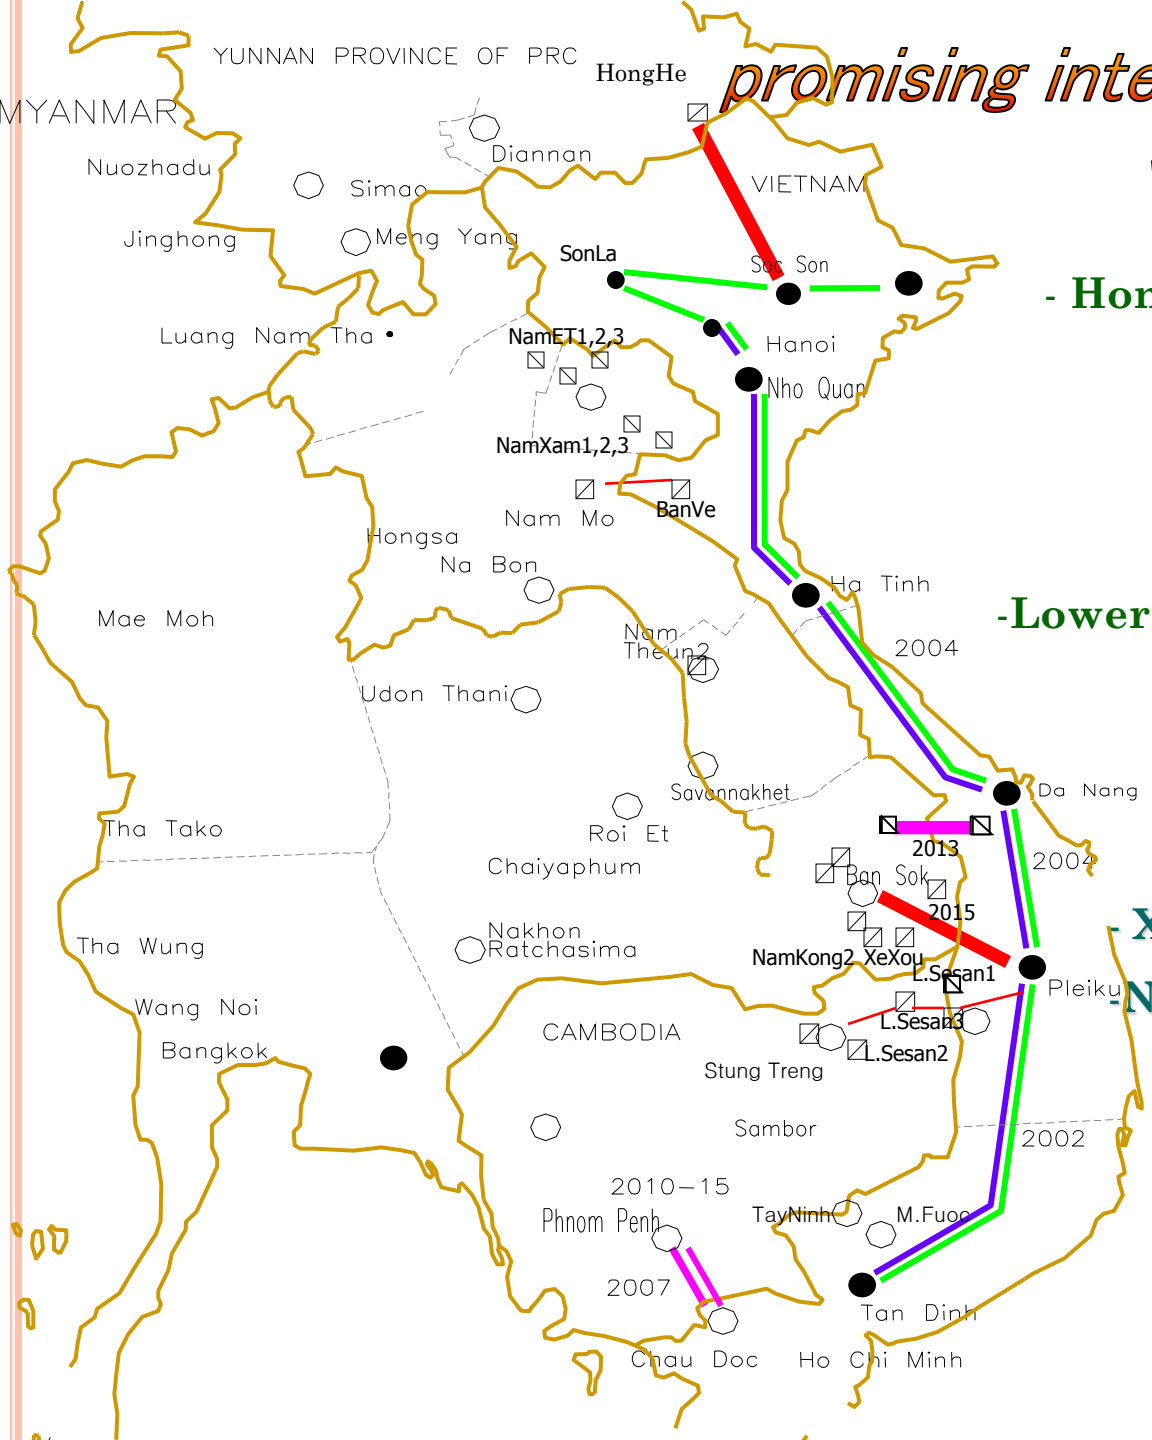 YUNNAN PROVINCE OF PRC
HongHe
promising inte
MYANMAR
Diannan
Nuozhadu
Simao
VIETNAM
Jinghong
Meng Yang
SonLa
Soc Son
- Hon
Luang Nam Tha
NamET1,2,3
Hanoi
Nho Quan
NamXam1,2,3
BanVe
Nam Mo
Hongsa
Na Bon
Ha Tinh
Mae Moh
-Lower
Nam
Theun2
2004
Udon Thani
Savannakhet
Da Nang
Tha Tako
Roi Et
2013
2004
Chaiyaphum
Ban Sok
2015
- X
Nakhon
Ratchasima
Tha Wung
NamKong2 XeXou
L.Sesan1
Pleiku
-N
Wang Noi
L.Sesan3
CAMBODIA
Bangkok
L.Sesan2
Stung Treng
Sambor
2002
2010-15
Phnom Penh
TayNinh
M.Fuoc
2007
Tan Dinh
Chau Doc
Ho Chi Minh